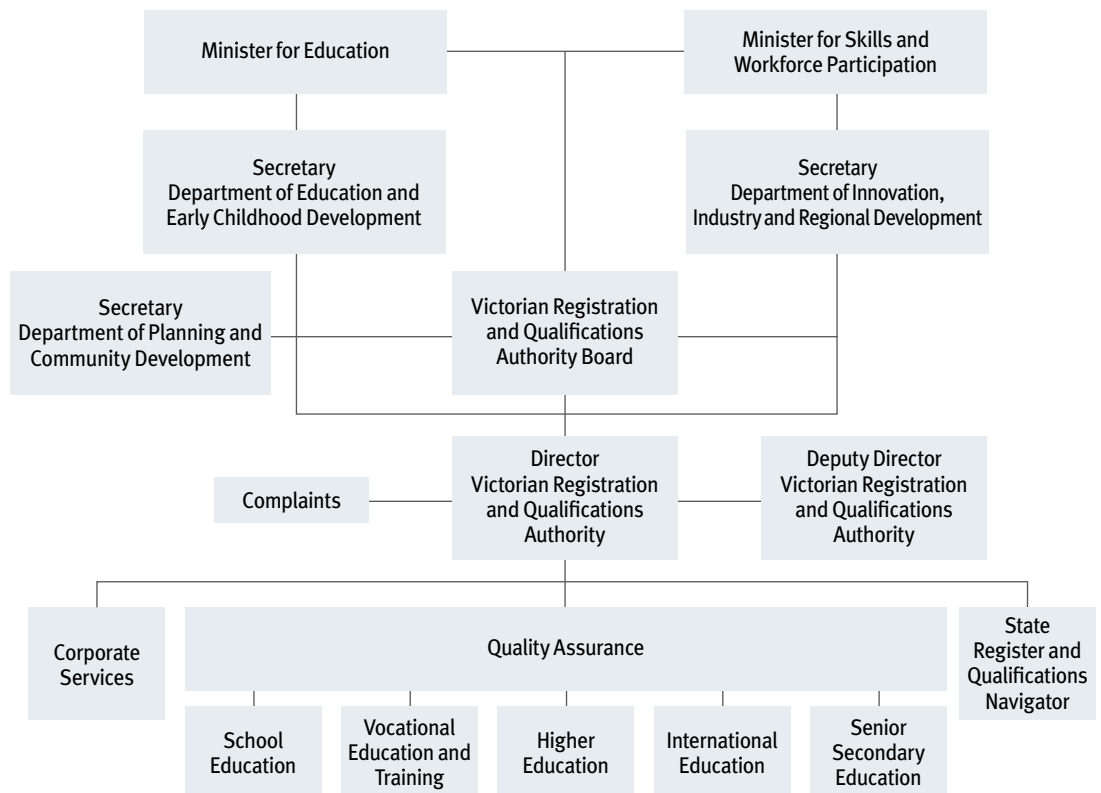 Minister for Education
Minister for Skills and
Workforce Participation
Secretary
Department of Education and
Early Childhood Development
Secretary
Department of Innovation,
Industry and Regional Development
Secretary
Department of Planning and
Community Development
Victorian Registration
and Qualifications
Authority Board
Complaints
Director
Victorian Registration
and Qualifications
Authority
Deputy Director
Victorian Registration
and Qualifications
Authority
Corporate
Services
Quality Assurance
State
Register and
Qualifications
Navigator
School
Education
Vocational
Education and
Training
Higher
Education
International
Education
Senior
Secondary
Education